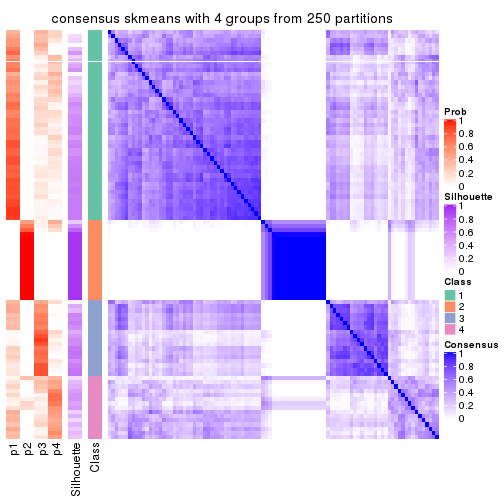 consensus skmeans with 4 groups from 250 partitions
Prob
1
0.8
0.6
0.4
0.2
0
Silhouette
1
0.8
0.6
0.4
0.2
0
Class
1
2
3
4
Consensus
1
0.8
0.6
0.4
0.2
0
p1
p2
p3
p4
Silhouette
Class